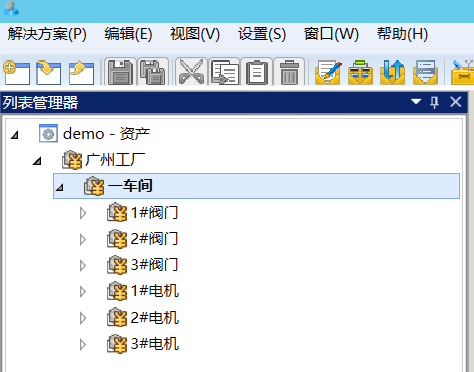 解决方案(P) 编辑(E) 视图(V) 设置(S) 窗口(W) 帮助(H)
列表管理器
demo - 资产
广州工厂
一车间
1#阀门
2#阀门
3#阀门
1#电机
2#电机
3#电机